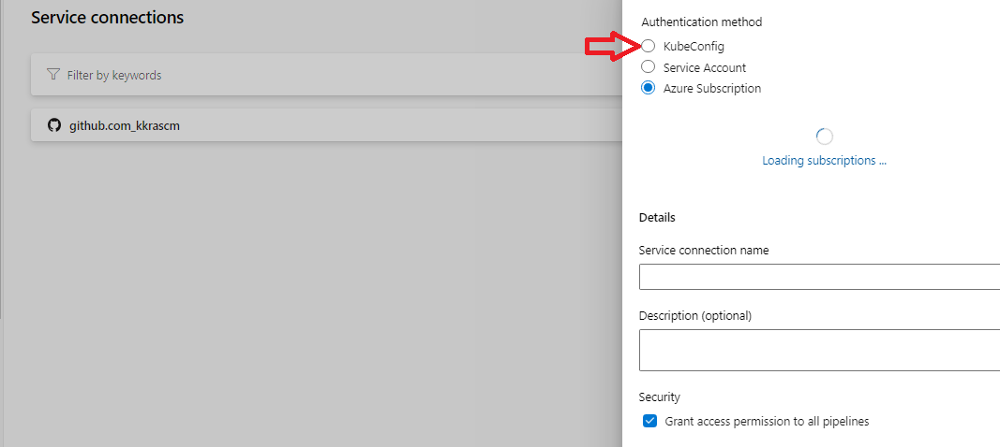 Service connections
Filter by keywords
github.com_kkrascm
Authentication method
KubeConfig
Service Account
Azure Subscription
Loading subscriptions ...
Details
Service connection name
Description (optional)
Security
Grant access permission to all pipelines